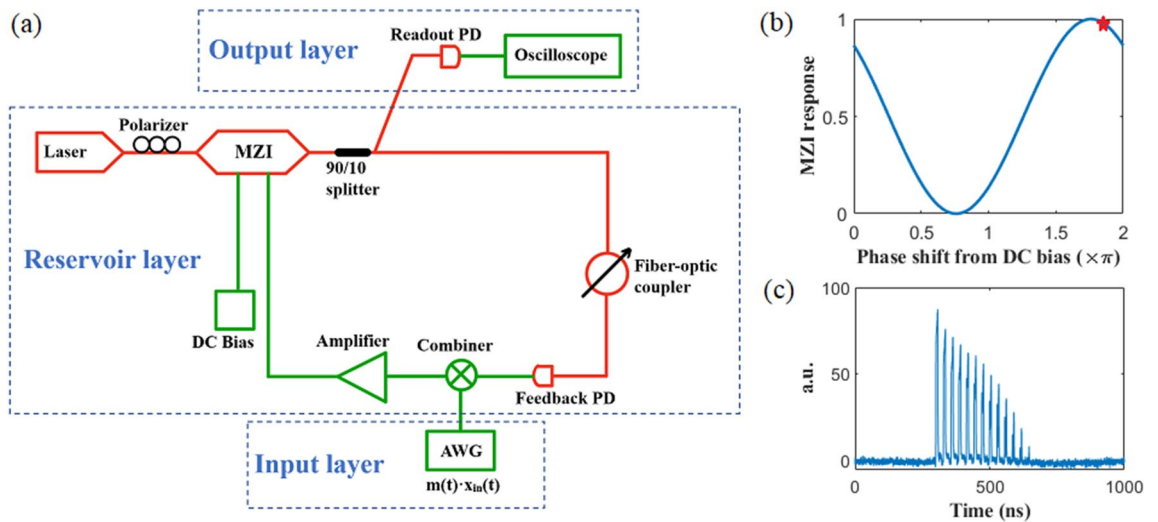 (a)
Output layer
Readout PD
Oscilloscope
Reservoir layer
Laser
Polarizer
MZI
90/10
splitter
Fiber-optic
coupler
DC Bias
Amplifier
Combiner
Feedback PD
Input layer
AWG
m(t)·x_in(t)
(b)
MZI response
1
0.5
0
0
0.5
1
1.5
2
Phase shift from DC bias (×π)
(c)
a.u.
100
50
0
0
500
1000
Time (ns)